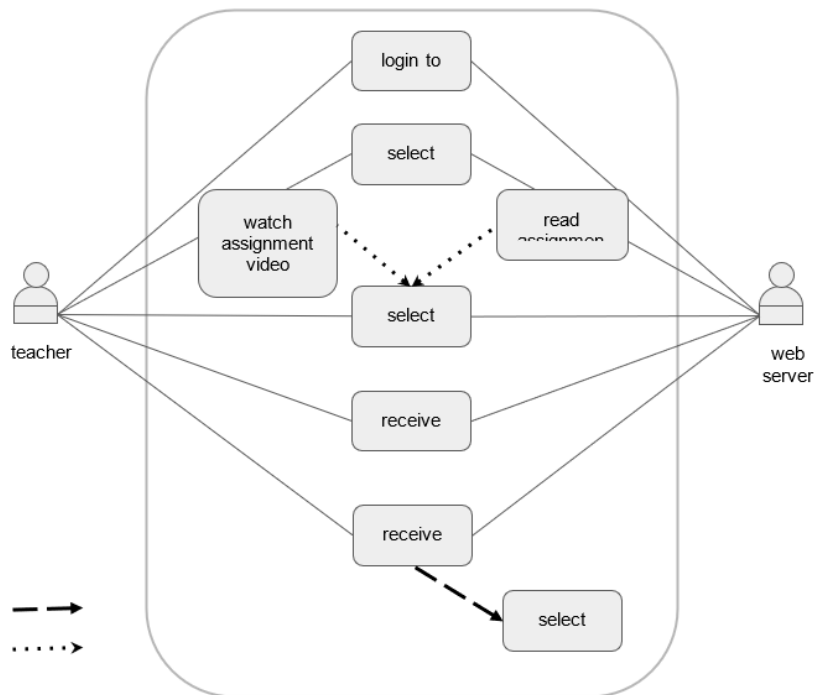 login to
select
watch
assignment
video
read
select
teacher
web
server
receive
receive
select